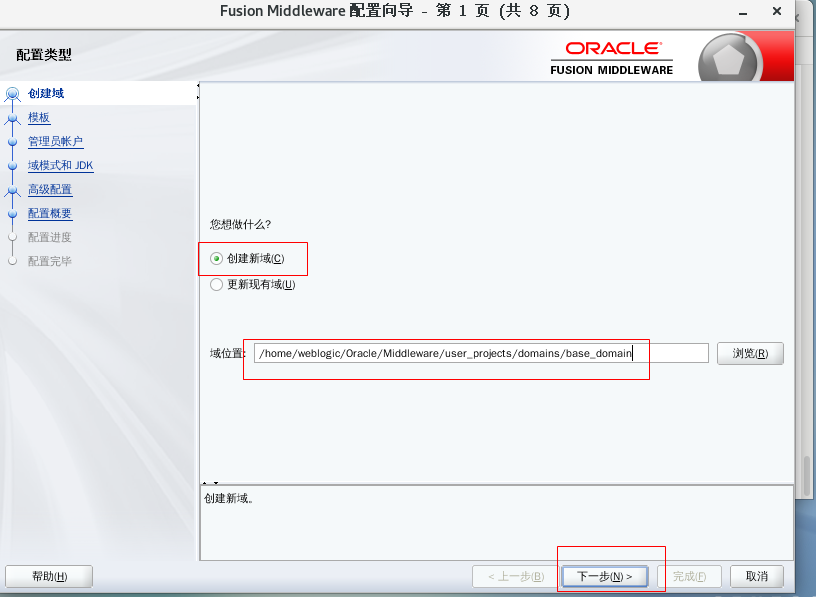 Fusion Middleware 配置向导 - 第 1 页 (共 8 页)
配置类型
ORACLE
FUSION MIDDLEWARE
创建域
模板
管理员帐户
域模式和 JDK
高级配置
配置概要
配置进度
配置完毕
您想做什么?
创建新域(C)
更新现有域(U)
域位置:
/home/weblogic/Oracle/Middleware/user_projects/domains/base_domain
浏览(R)
创建新域。
帮助(H)
< 上一步(B)
下一步(N) >
完成(F)
取消